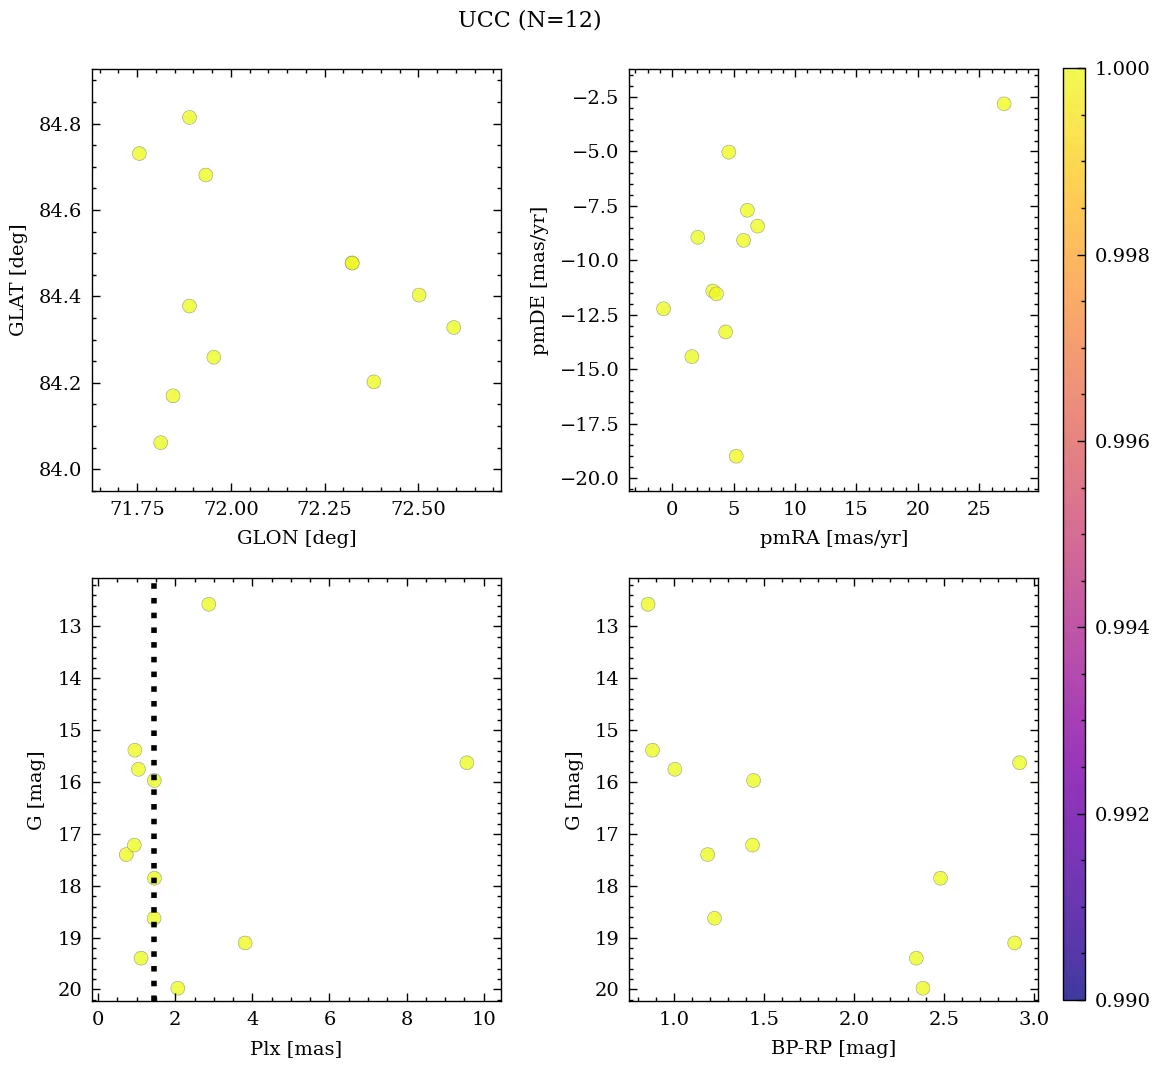 UCC (N=12)
84.8
84.6
84.4
84.2
84.0
GLAT [deg]
71.75 72.00 72.25 72.50
GLON [deg]
−2.5
−5.0
−7.5
−10.0
−12.5
−15.0
−17.5
−20.0
pmDE [mas/yr]
0 5 10 15 20 25
pmRA [mas/yr]
1.000
0.998
0.996
0.994
0.992
0.990
13
14
15
16
17
18
19
20
G [mag]
0 2 4 6 8 10
Plx [mas]
13
14
15
16
17
18
19
20
G [mag]
1.0 1.5 2.0 2.5 3.0
BP-RP [mag]